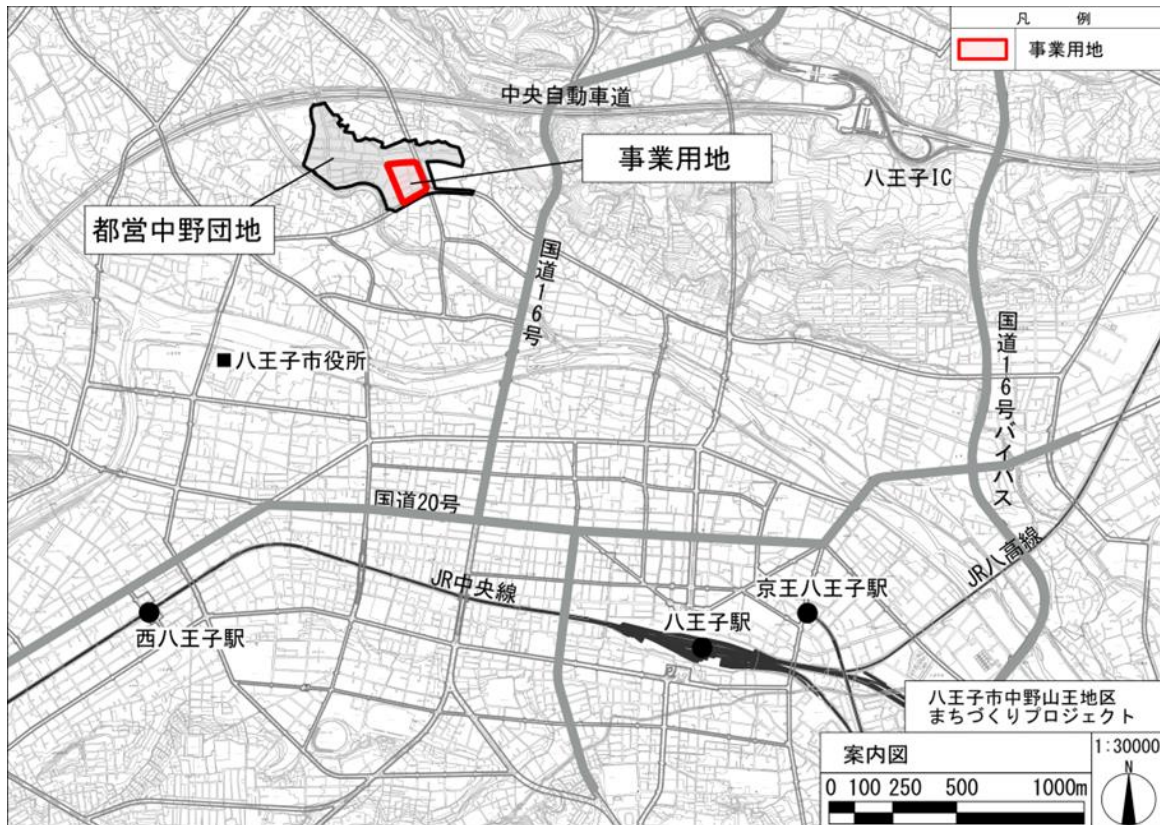 凡 例
事業用地
中央自動車道
事業用地
八王子IC
都営中野団地
国道16号
国道16号バイパス
■八王子市役所
国道20号
JR中央線
JR八高線
京王八王子駅
八王子駅
西八王子駅
八王子市中野山王地区
まちづくりプロジェクト
案内図
1:30000
0 100 250 500 1000m
N